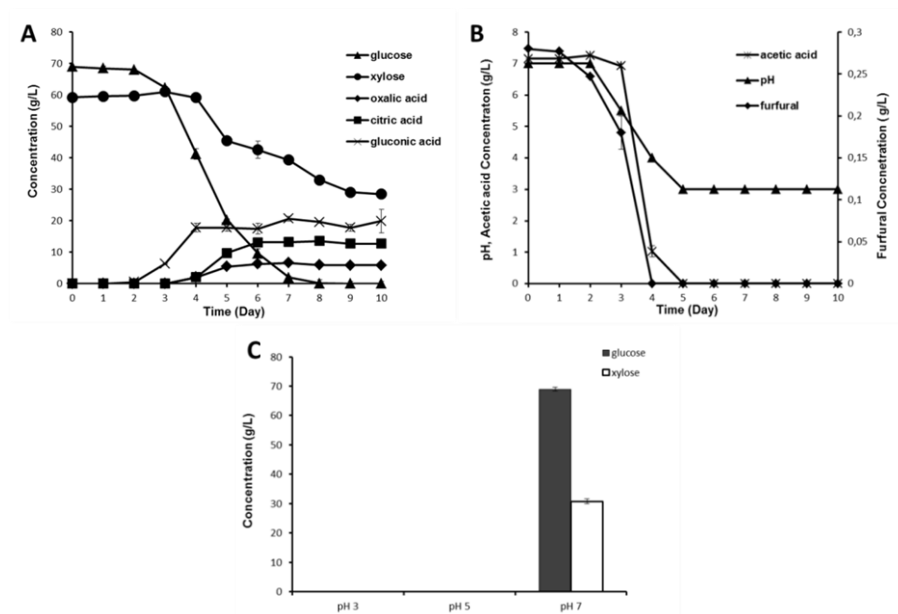 A
80
70
60
50
40
30
20
10
0
Concentration (g/L)
0 1 2 3 4 5 6 7 8 9 10
Time (Day)
glucose
xylose
oxalic acid
citric acid
gluconic acid
B
8
7
6
5
4
3
2
1
0
pH, Acetic acid Concentraton (g/L)
0 1 2 3 4 5 6 7 8 9 10
Time (Day)
0,3
0,25
0,2
0,15
0,1
0,05
0
Furfural Concnetration ( g/L)
acetic acid
pH
furfural
C
80
70
60
50
40
30
20
10
0
Concentration (g/L)
pH 3 pH 5 pH 7
glucose
xylose